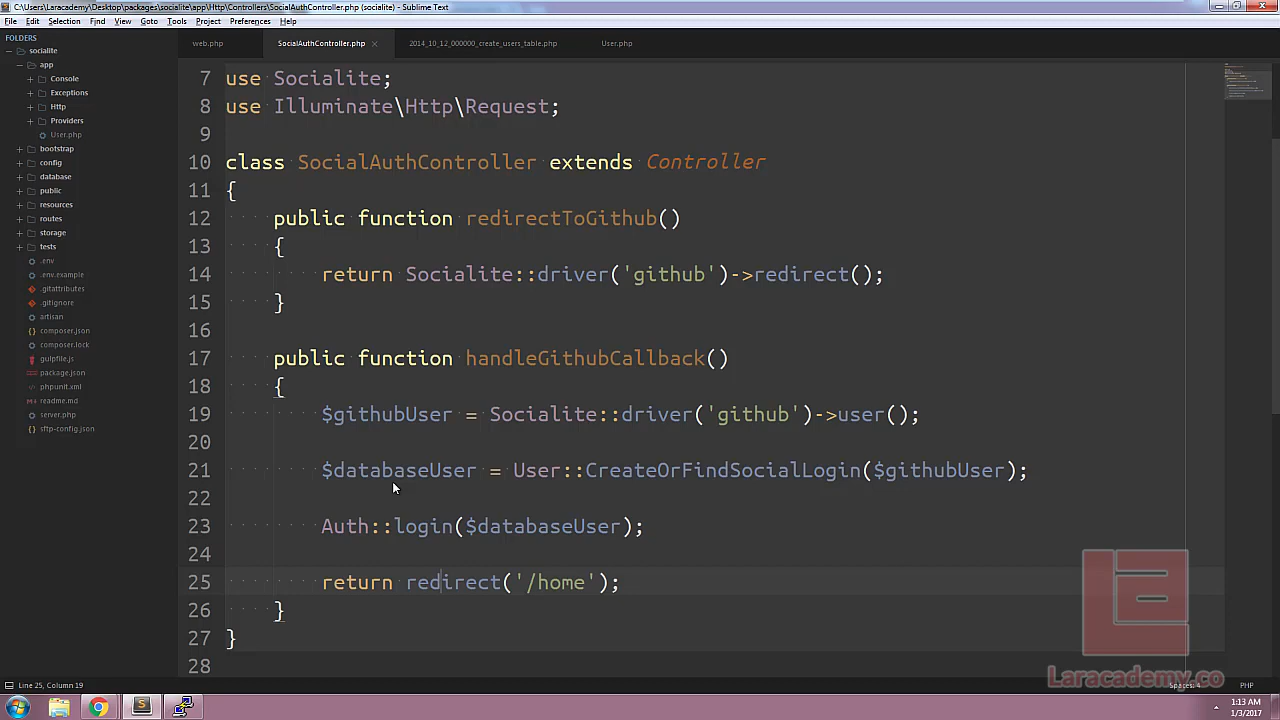 C:\Users\Laracademy\Desktop\packages\socialite\app\Http\Controllers\SocialAuthController.php (socialite) - Sublime Text
File Edit Selection Find View Goto Tools Project Preferences Help
FOLDERS
socialite
app
Console
Exceptions
Http
Providers
User.php
bootstrap
config
database
public
resources
routes
storage
tests
.env
.env.example
.gitattributes
.gitignore
artisan
composer.json
composer.lock
gulpfile.js
package.json
phpunit.xml
readme.md
server.php
sftp-config.json
web.php SocialAuthController.php 2014_10_12_000000_create_users_table.php User.php
7 use Socialite;
8 use Illuminate\Http\Request;
9
10 class SocialAuthController extends Controller
11 {
12 public function redirectToGithub()
13 {
14 return Socialite::driver('github')->redirect();
15 }
16
17 public function handleGithubCallback()
18 {
19 $githubUser = Socialite::driver('github')->user();
20
21 $databaseUser = User::CreateOrFindSocialLogin($githubUser);
22
23 Auth::login($databaseUser);
24
25 return redirect('/home');
26 }
27 }
28
Laracademy.co
Line 25, Column 19 Spaces: 4 PHP
1:13 AM
1/3/2017